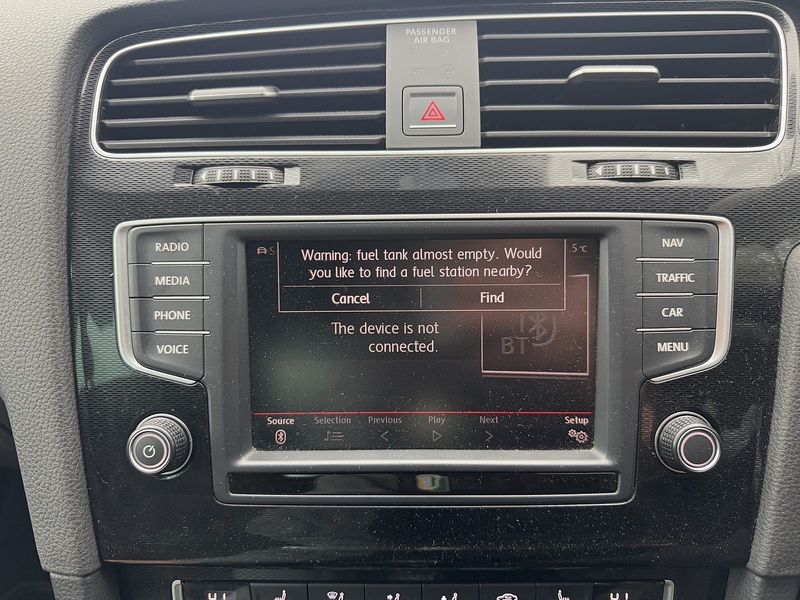 PASSENGER
AIR BAG
RADIO
MEDIA
PHONE
VOICE
5°C
Warning: fuel tank almost empty. Would
you like to find a fuel station nearby?
Cancel Find
The device is not
connected.
BT
Source Selection Previous Play Next Setup
NAV
TRAFFIC
CAR
MENU